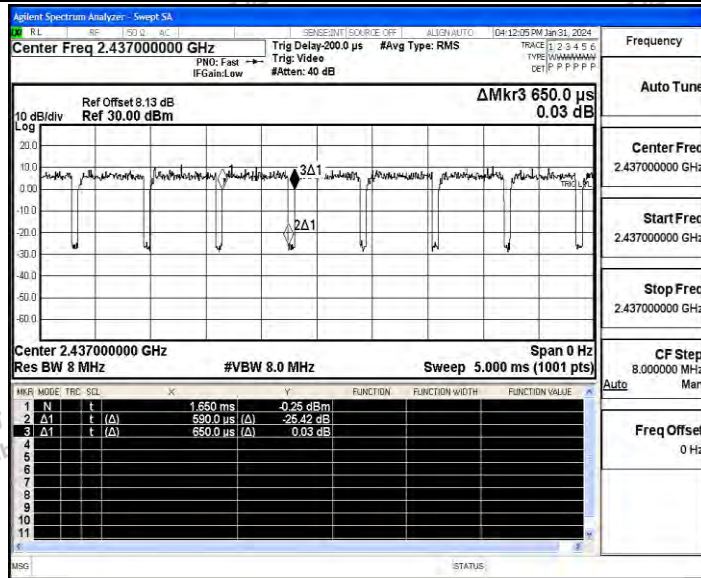 Agilent Spectrum Analyzer - Swept SA
RL RF 50 Ω AC SENSE:INT SOURCE OFF ALIGN AUTO 04:12:05 PM Jan 31, 2024
Center Freq 2.437000000 GHz
PNO: Fast
IFGain:Low
Trig Delay-200.0 µs #Avg Type: RMS
Trig: Video
#Atten: 40 dB
TRACE 1 2 3 4 5 6
TYPE WWWWWW
DET P P P P P P
Ref Offset 8.13 dB
10 dB/div Ref 30.00 dBm
Log
ΔMkr3 650.0 µs
0.03 dB
20.0
10.0
0.00
-10.0
-20.0
-30.0
-40.0
-50.0
-60.0
1
3Δ1
2Δ1
TRIG LVL
Center 2.437000000 GHz Span 0 Hz
Res BW 8 MHz #VBW 8.0 MHz Sweep 5.000 ms (1001 pts)
MKR MODE TRC SCL X Y FUNCTION FUNCTION WIDTH FUNCTION VALUE
1 N t 1.650 ms -0.25 dBm
2 Δ1 t (Δ) 590.0 µs (Δ) -25.42 dB
3 Δ1 t (Δ) 650.0 µs (Δ) 0.03 dB
4
5
6
7
8
9
10
11
MSG STATUS
Frequency
Auto Tune
Center Freq
2.437000000 GHz
Start Freq
2.437000000 GHz
Stop Freq
2.437000000 GHz
CF Step
8.000000 MHz
Auto Man
Freq Offset
0 Hz